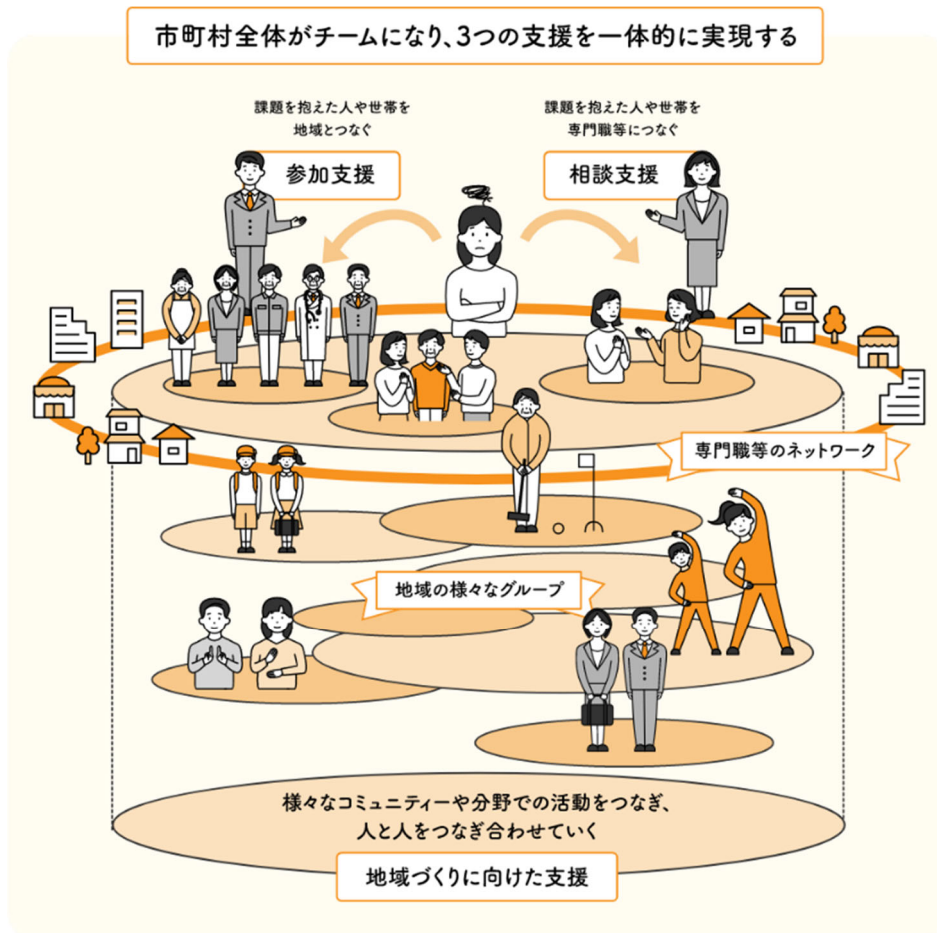 市町村全体がチームになり、3つの支援を一体的に実現する
課題を抱えた人や世帯を
地域とつなぐ
参加支援
課題を抱えた人や世帯を
専門職等につなぐ
相談支援
専門職等のネットワーク
地域の様々なグループ
様々なコミュニティーや分野での活動をつなぎ、
人と人をつなぎ合わせていく
地域づくりに向けた支援